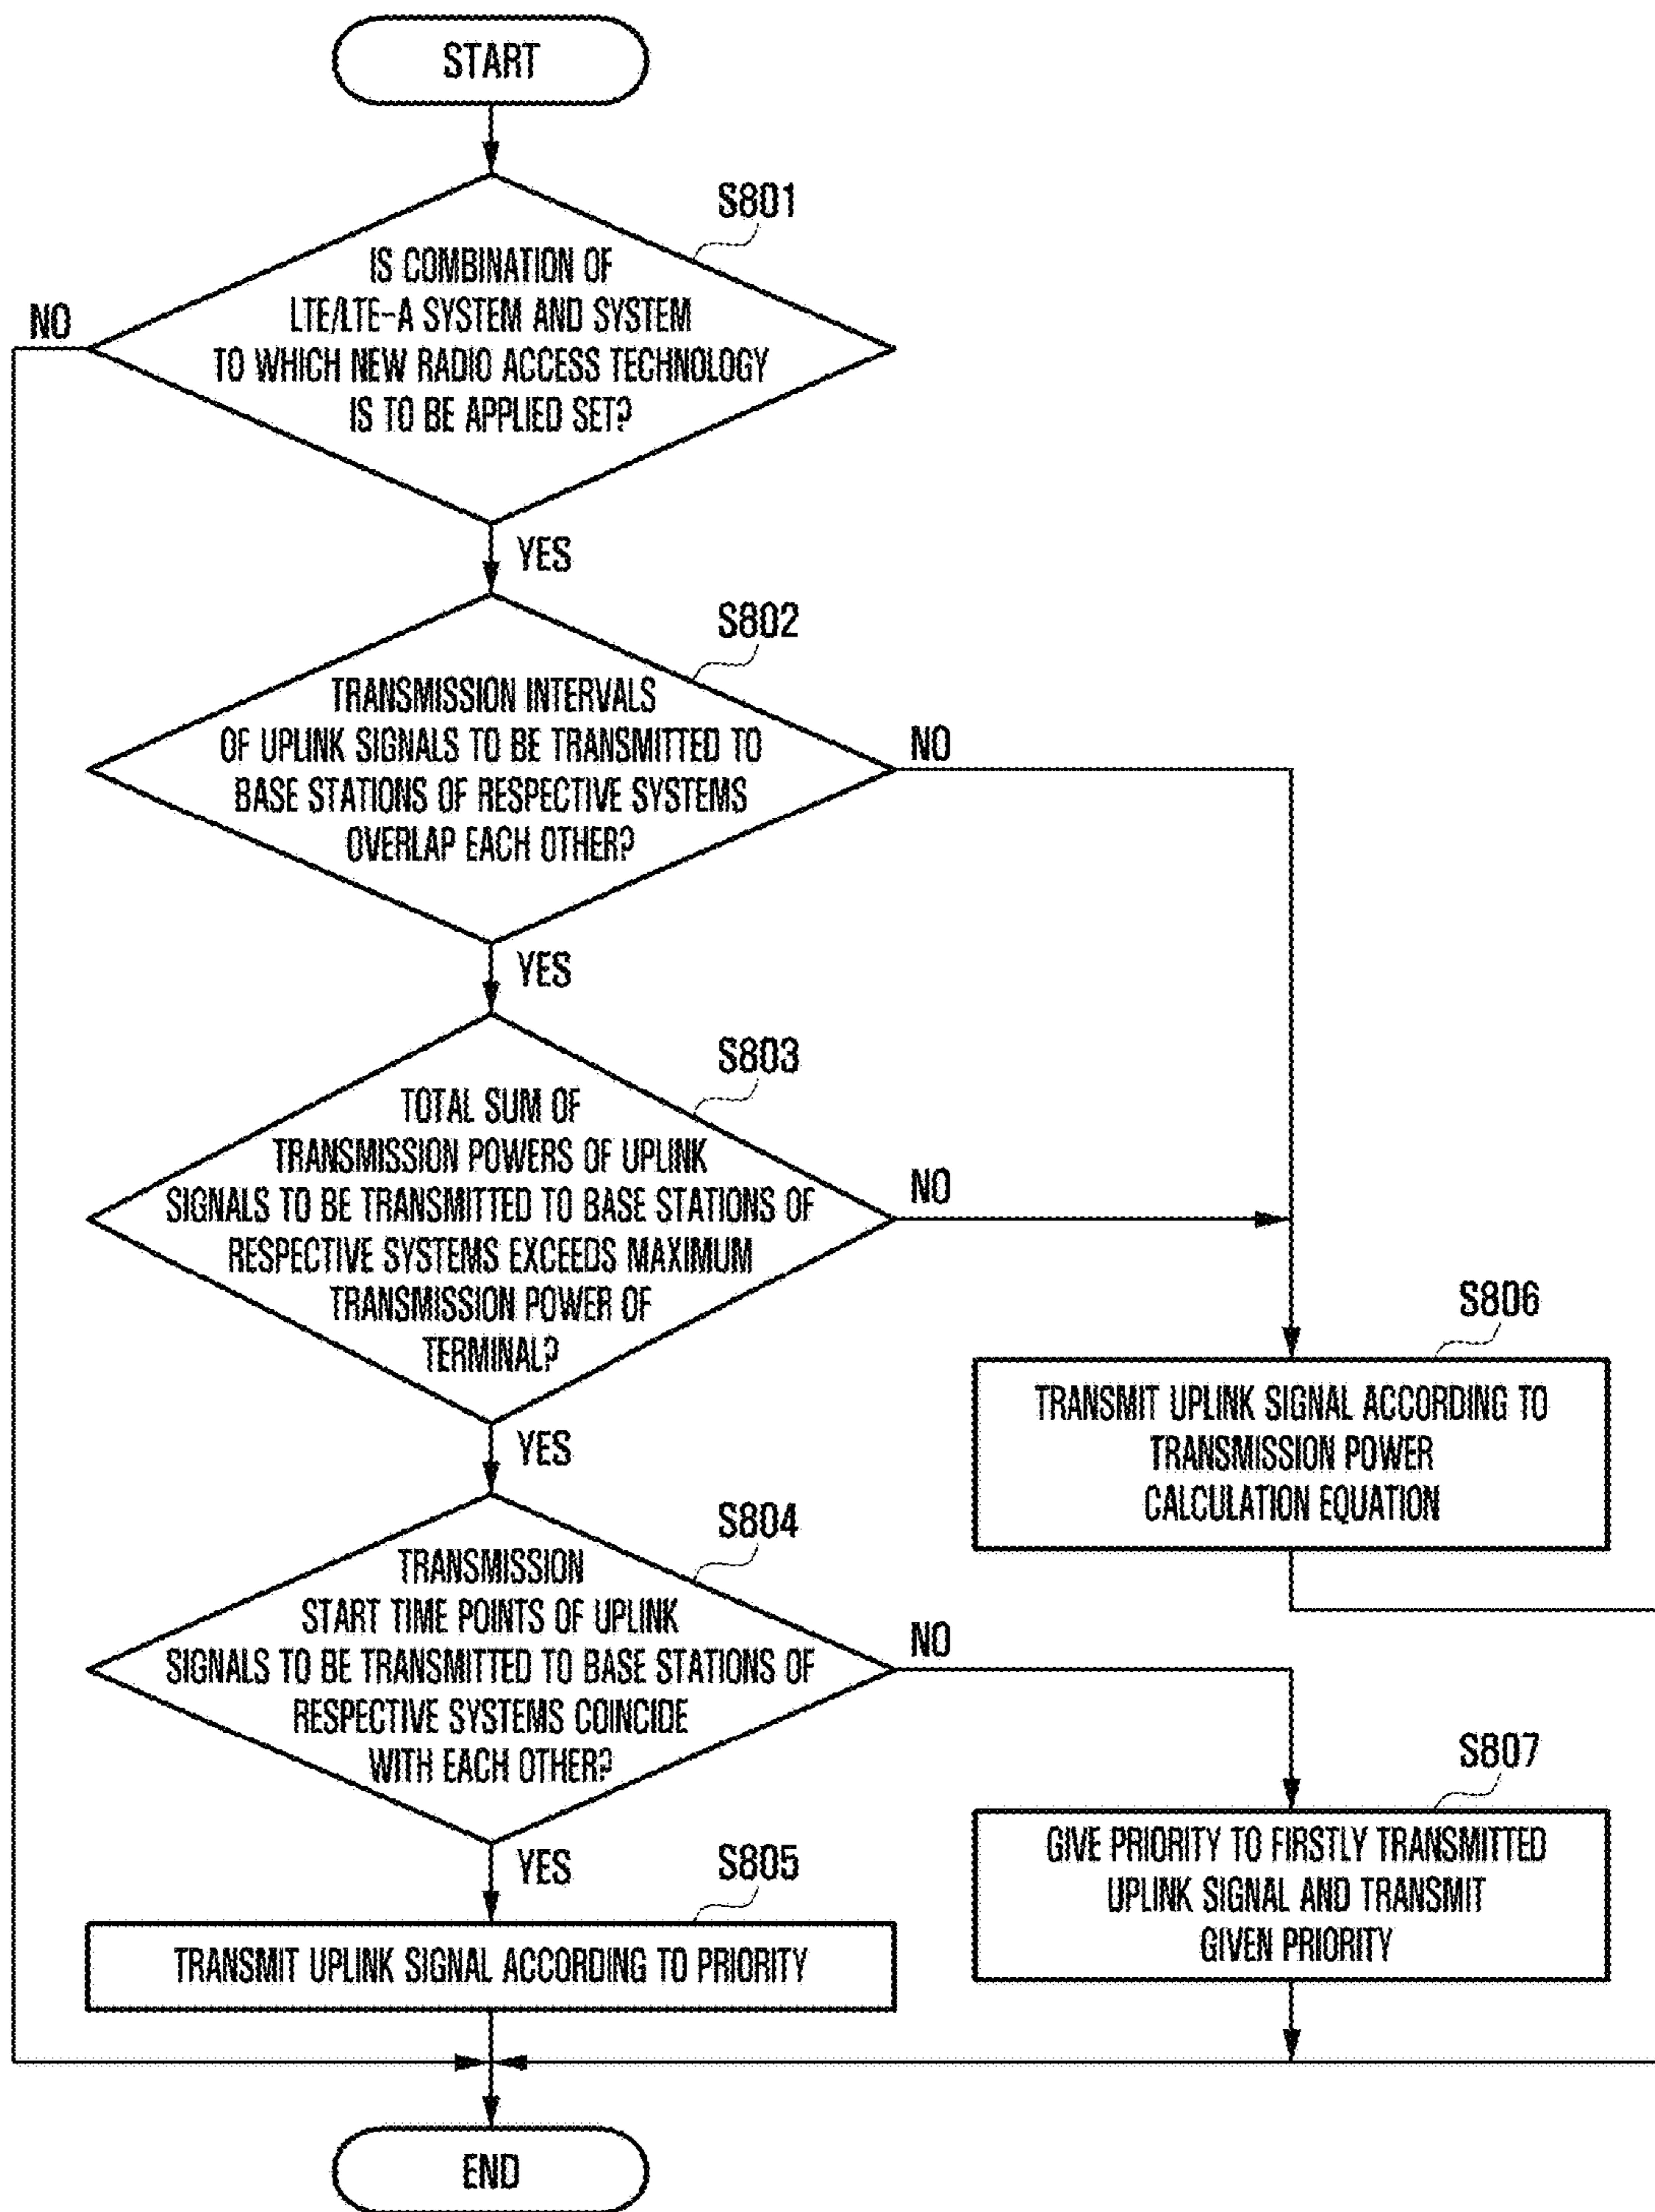 START
S801
IS COMBINATION OF
LTE/LTE-A SYSTEM AND SYSTEM
TO WHICH NEW RADIO ACCESS TECHNOLOGY
IS TO BE APPLIED SET?
NO
YES
S802
TRANSMISSION INTERVALS
OF UPLINK SIGNALS TO BE TRANSMITTED TO
BASE STATIONS OF RESPECTIVE SYSTEMS
OVERLAP EACH OTHER?
NO
YES
S803
TOTAL SUM OF
TRANSMISSION POWERS OF UPLINK
SIGNALS TO BE TRANSMITTED TO BASE STATIONS OF
RESPECTIVE SYSTEMS EXCEEDS MAXIMUM
TRANSMISSION POWER OF
TERMINAL?
NO
YES
S806
TRANSMIT UPLINK SIGNAL ACCORDING TO
TRANSMISSION POWER
CALCULATION EQUATION
S804
TRANSMISSION
START TIME POINTS OF UPLINK
SIGNALS TO BE TRANSMITTED TO BASE STATIONS OF
RESPECTIVE SYSTEMS COINCIDE
WITH EACH OTHER?
NO
YES
S807
GIVE PRIORITY TO FIRSTLY TRANSMITTED
UPLINK SIGNAL AND TRANSMIT
GIVEN PRIORITY
S805
TRANSMIT UPLINK SIGNAL ACCORDING TO PRIORITY
END